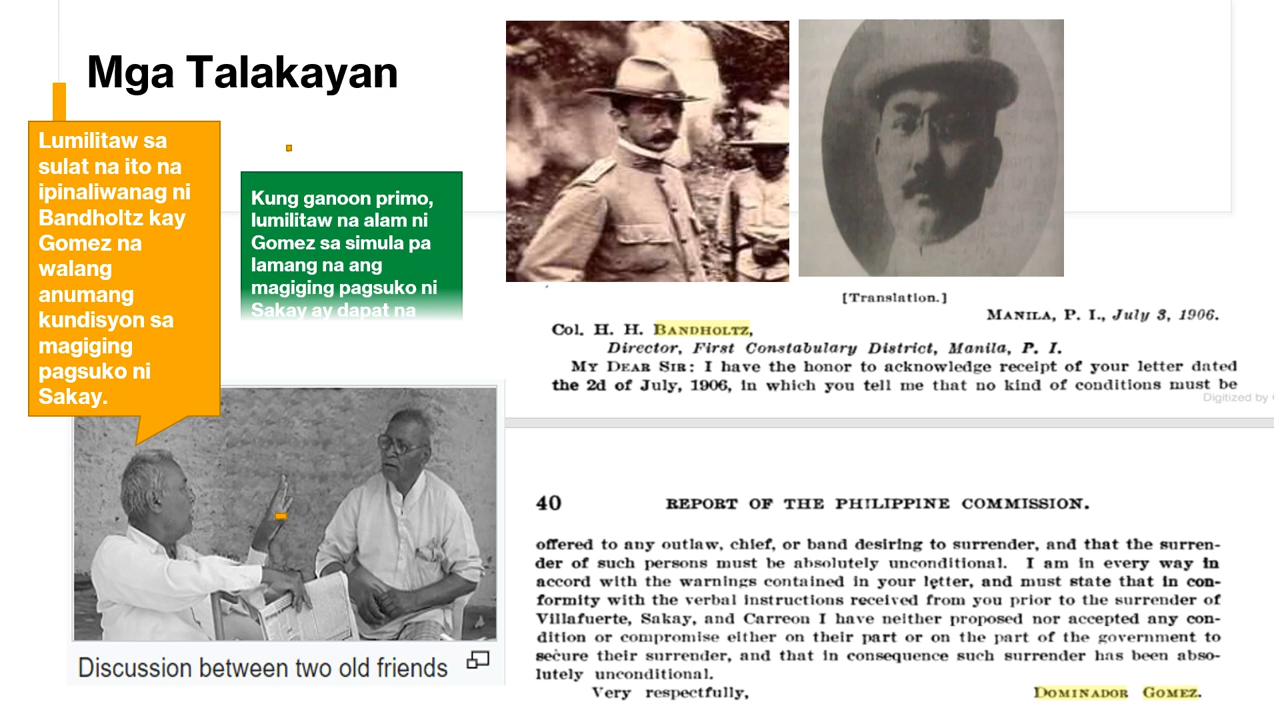 Mga Talakayan
Lumilitaw sa
sulat na ito na
ipinaliwanag ni
Bandholtz kay
Gomez na
walang
anumang
kundisyon sa
magiging
pagsuko ni
Sakay.
Kung ganoon primo,
lumilitaw na alam ni
Gomez sa simula pa
lamang na ang
magiging pagsuko ni
Sakay ay dapat na
Discussion between two old friends
[Translation.]
MANILA, P. I., July 3, 1906.
Col. H. H. BANDHOLTZ,
Director, First Constabulary District, Manila, P. I.
MY DEAR SIR: I have the honor to acknowledge receipt of your letter dated
the 2d of July, 1906, in which you tell me that no kind of conditions must be
Digitized by
40 REPORT OF THE PHILIPPINE COMMISSION.
offered to any outlaw, chief, or band desiring to surrender, and that the surren-
der of such persons must be absolutely unconditional. I am in every way in
accord with the warnings contained in your letter, and must state that in con-
formity with the verbal instructions received from you prior to the surrender of
Villafuerte, Sakay, and Carreon I have neither proposed nor accepted any con-
dition or compromise either on their part or on the part of the government to
secure their surrender, and that in consequence such surrender has been abso-
lutely unconditional.
Very respectfully, DOMINADOR GOMEZ.